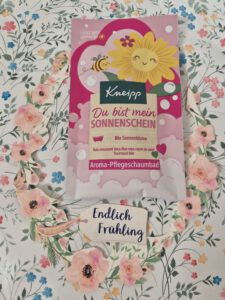 Kneipp
Du bist mein
SONNENSCHEIN
Bio Sonnenblume
Aroma-Pflegeschaumbad
Endlich
Frühling